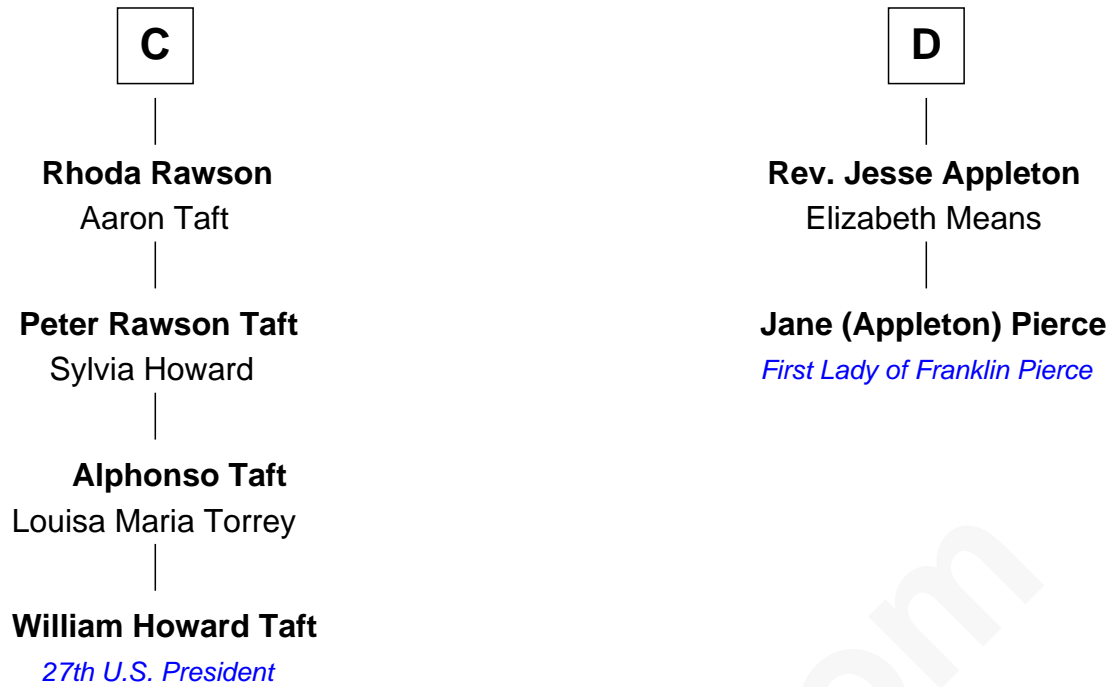 C
Rhoda Rawson
Aaron Taft
Peter Rawson Taft
Sylvia Howard
Alphonso Taft
Louisa Maria Torrey
William Howard Taft
27th U.S. President
D
Rev. Jesse Appleton
Elizabeth Means
Jane (Appleton) Pierce
First Lady of Franklin Pierce
om